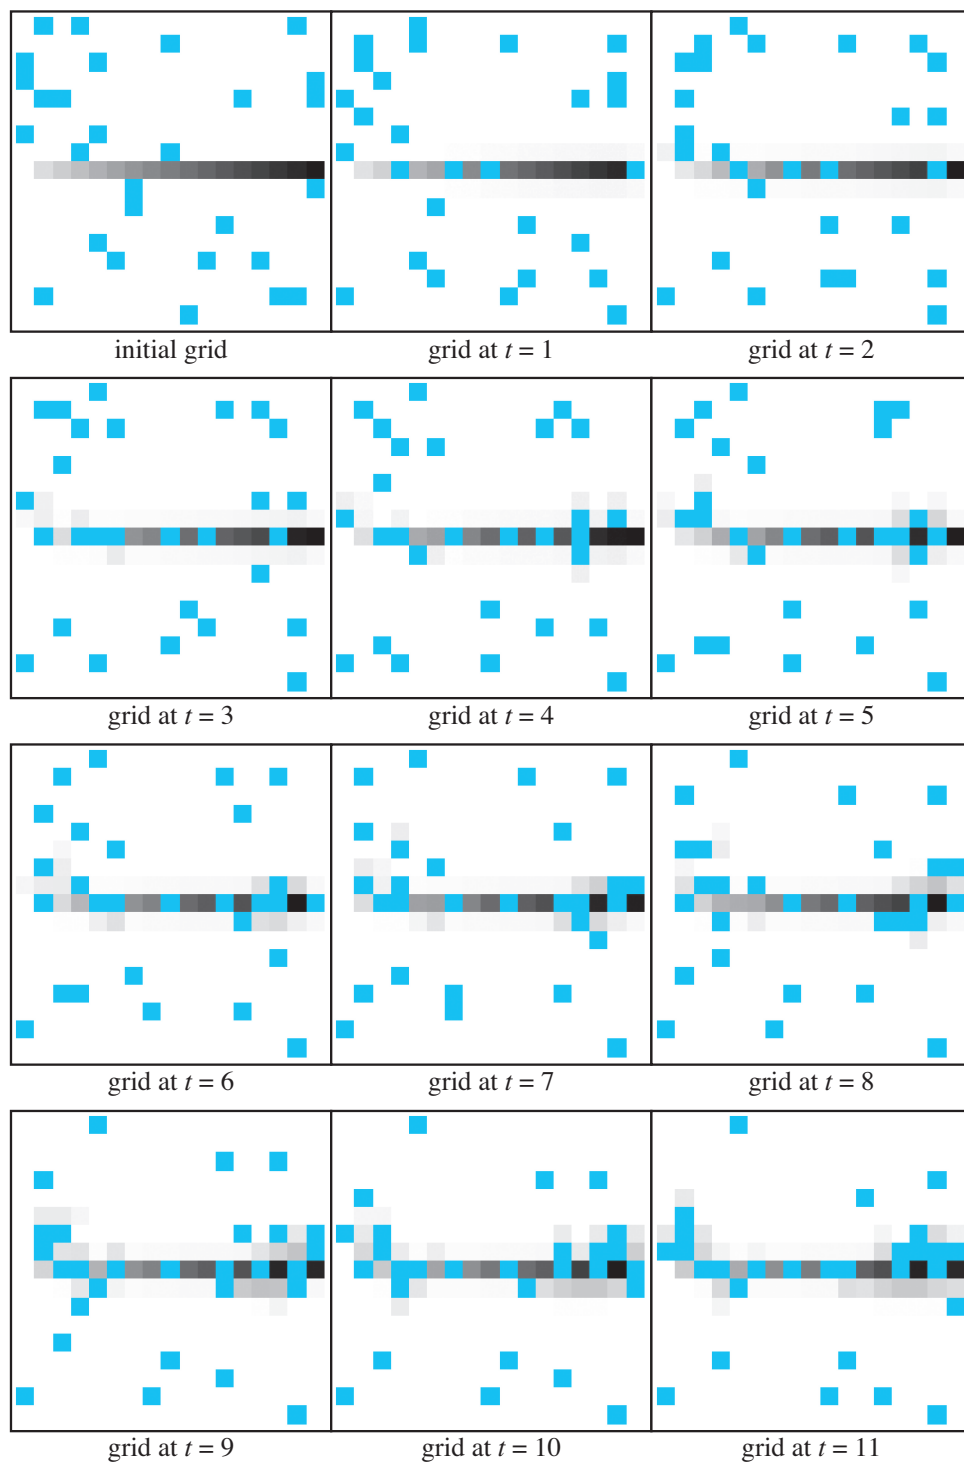 initial grid
grid at t = 1
grid at t = 2
grid at t = 3
grid at t = 4
grid at t = 5
grid at t = 6
grid at t = 7
grid at t = 8
grid at t = 9
grid at t = 10
grid at t = 11